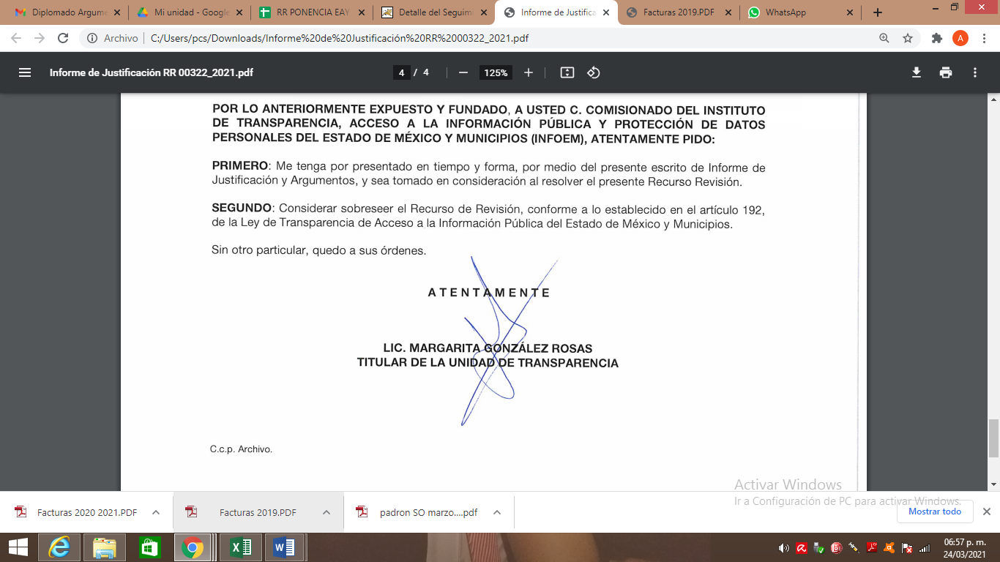 Diplomado Argume
Mi unidad - Google
RR PONENCIA EAY
Detalle del Seguim
Informe de Justifica
Facturas 2019.PDF
WhatsApp
Archivo
C:/Users/pcs/Downloads/Informe%20de%20Justificación%20RR%2000322_2021.pdf
A
Informe de Justificación RR 00322_2021.pdf
4 / 4
125%
POR LO ANTERIORMENTE EXPUESTO Y FUNDADO, A USTED C. COMISIONADO DEL INSTITUTO
DE TRANSPARENCIA, ACCESO A LA INFORMACIÓN PÚBLICA Y PROTECCIÓN DE DATOS
PERSONALES DEL ESTADO DE MÉXICO Y MUNICIPIOS (INFOEM), ATENTAMENTE PIDO:
PRIMERO: Me tenga por presentado en tiempo y forma, por medio del presente escrito de Informe de
Justificación y Argumentos, y sea tomado en consideración al resolver el presente Recurso Revisión.
SEGUNDO: Considerar sobreseer el Recurso de Revisión, conforme a lo establecido en el artículo 192,
de la Ley de Transparencia de Acceso a la Información Pública del Estado de México y Municipios.
Sin otro particular, quedo a sus órdenes.
A T E N T A M E N T E
LIC. MARGARITA GONZÁLEZ ROSAS
TITULAR DE LA UNIDAD DE TRANSPARENCIA
C.c.p. Archivo.
Activar Windows
Ir a Configuración de PC para activar Windows.
Facturas 2020 2021.PDF
Facturas 2019.PDF
padron SO marzo....pdf
Mostrar todo
06:57 p. m.
24/03/2021